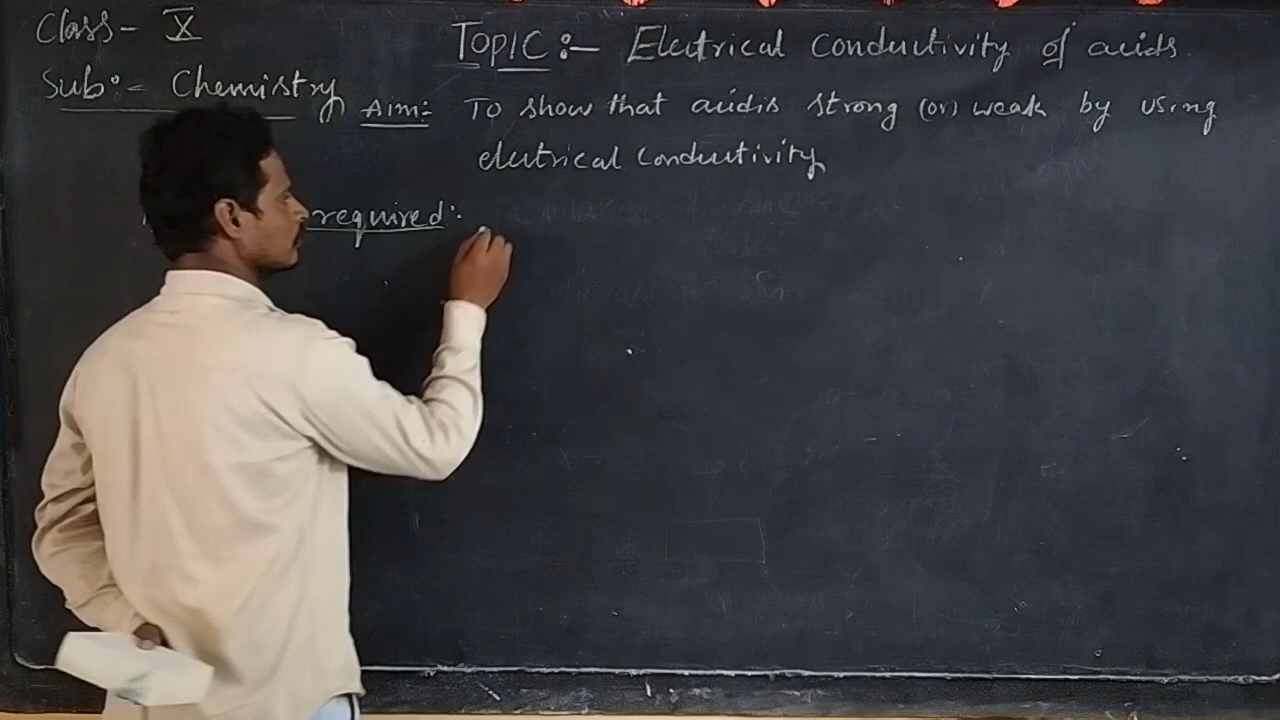 Class- X
Sub:- Chemistry
TOPIC:- Electrical Conductivity of acids
Aim:- To show that acid is strong (or) weak by using
electrical conductivity
required: